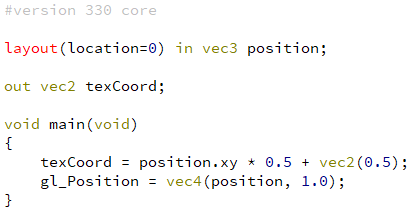 #version 330 core
layout(location=0) in vec3 position;
out vec2 texCoord;
void main(void)
{
    texCoord = position.xy * 0.5 + vec2(0.5);
    gl_Position = vec4(position, 1.0);
}